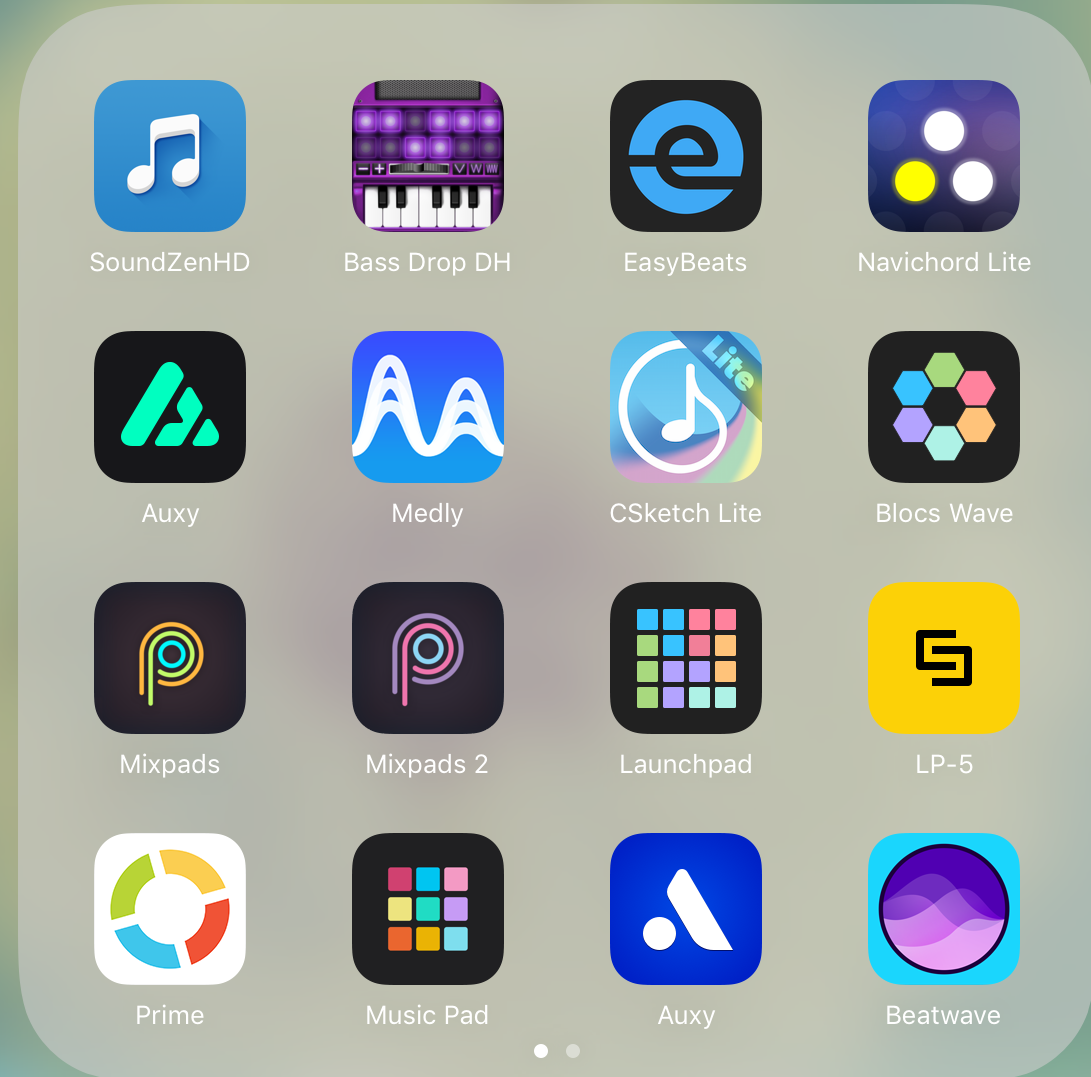 SoundZenHD
Bass Drop DH
EasyBeats
Navichord Lite
Auxy
Medly
Lite
CSketch Lite
Blocs Wave
Mixpads
Mixpads 2
Launchpad
LP-5
Prime
Music Pad
Auxy
Beatwave